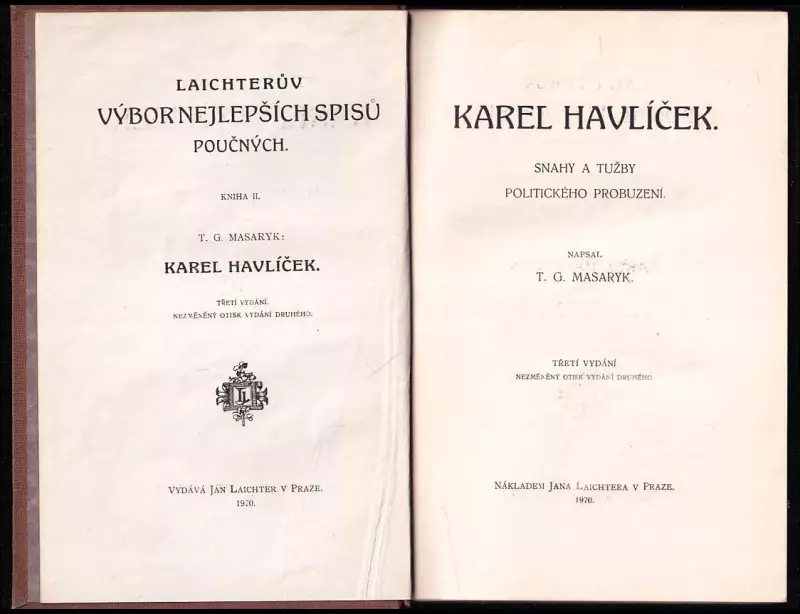 LAICHTERŮV
VÝBOR NEJLEPŠÍCH SPISŮ
POUČNÝCH.
KNIHA II.
T. G. MASARYK:
KAREL HAVLÍČEK.
TŘETÍ VYDÁNÍ.
NEZMĚNĚNÝ OTISK VYDÁNÍ DRUHÉHO.
JL
VYDÁVÁ JAN LAICHTER V PRAZE.
1920.
KAREL HAVLÍČEK.
SNAHY A TUŽBY
POLITICKÉHO PROBUZENÍ.
NAPSAL
T. G. MASARYK.
TŘETÍ VYDÁNÍ
NEZMĚNĚNÝ OTISK VYDÁNÍ DRUHÉHO.
NÁKLADEM JANA LAICHTERA V PRAZE.
1920.